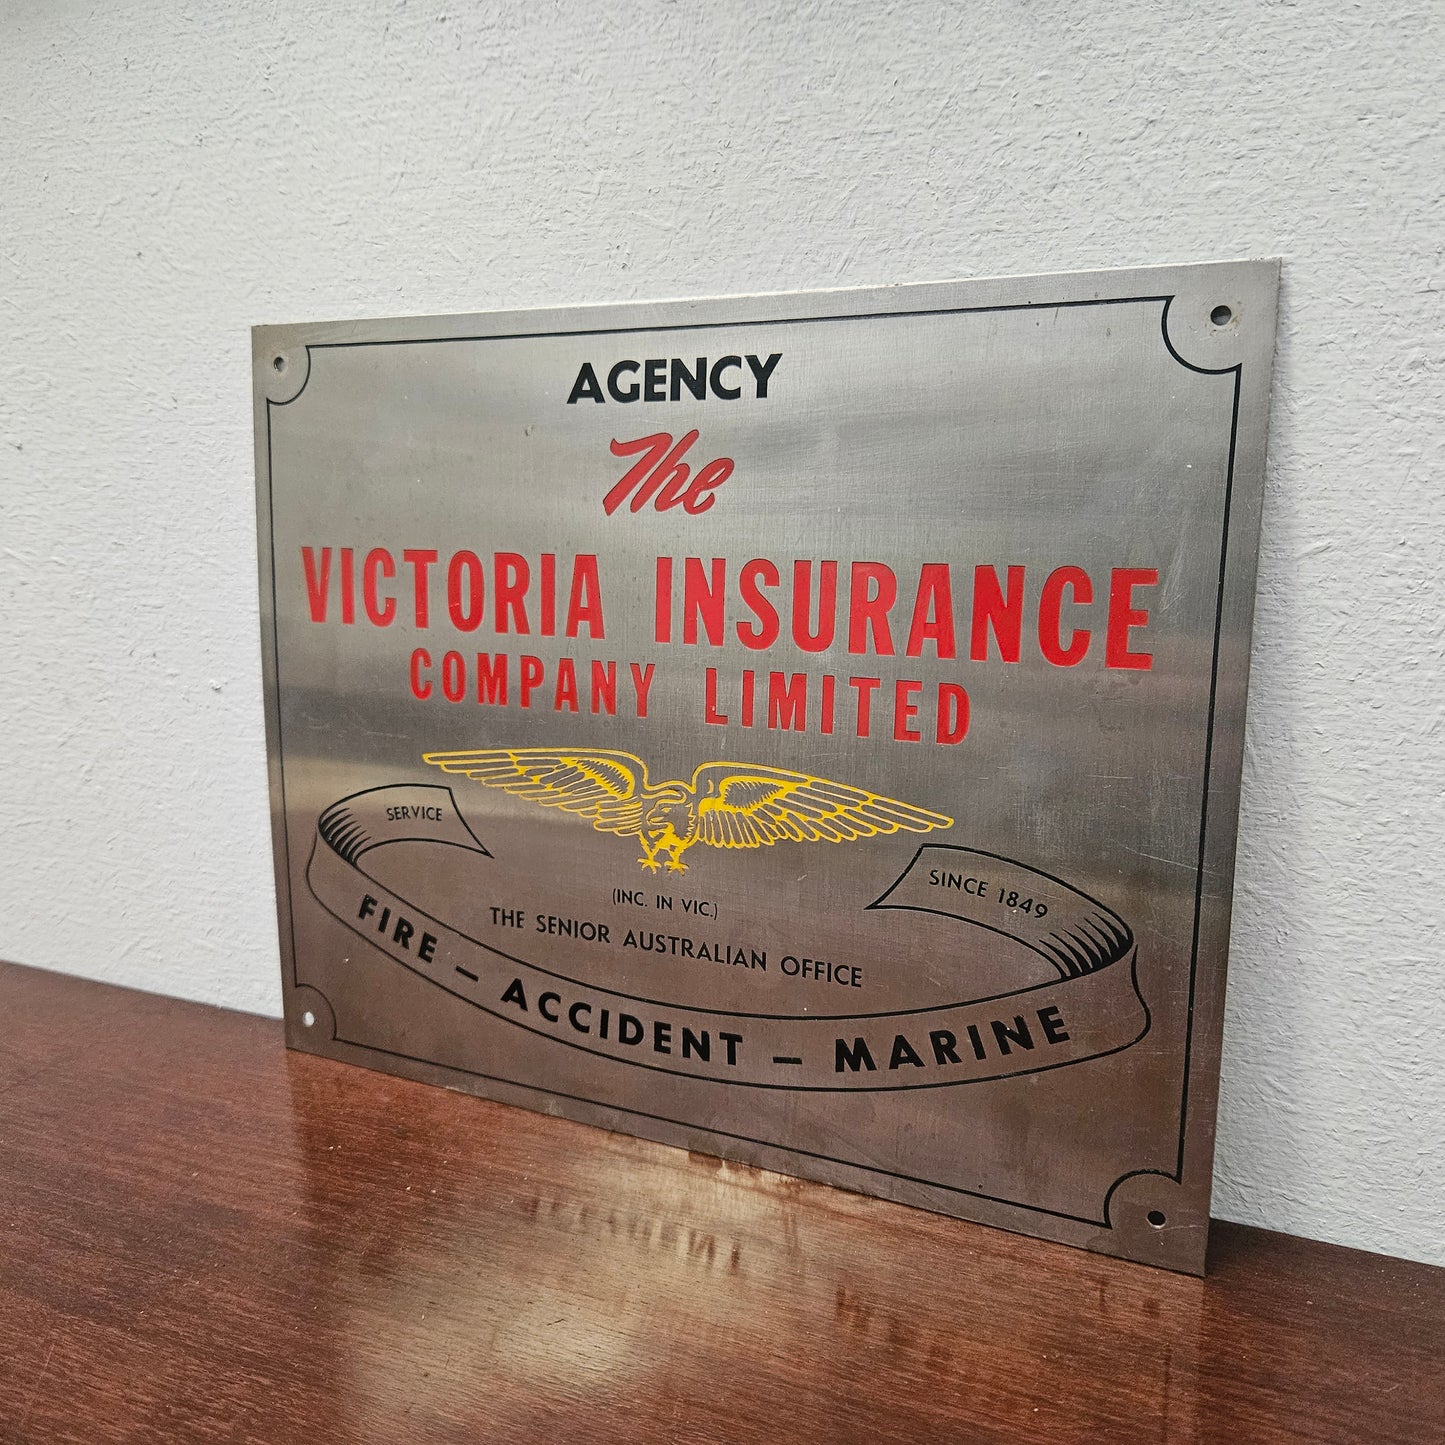 AGENCY
The
VICTORIA INSURANCE
COMPANY LIMITED
SERVICE
SINCE 1849
(INC. IN VIC.)
THE SENIOR AUSTRALIAN OFFICE
FIRE – ACCIDENT – MARINE